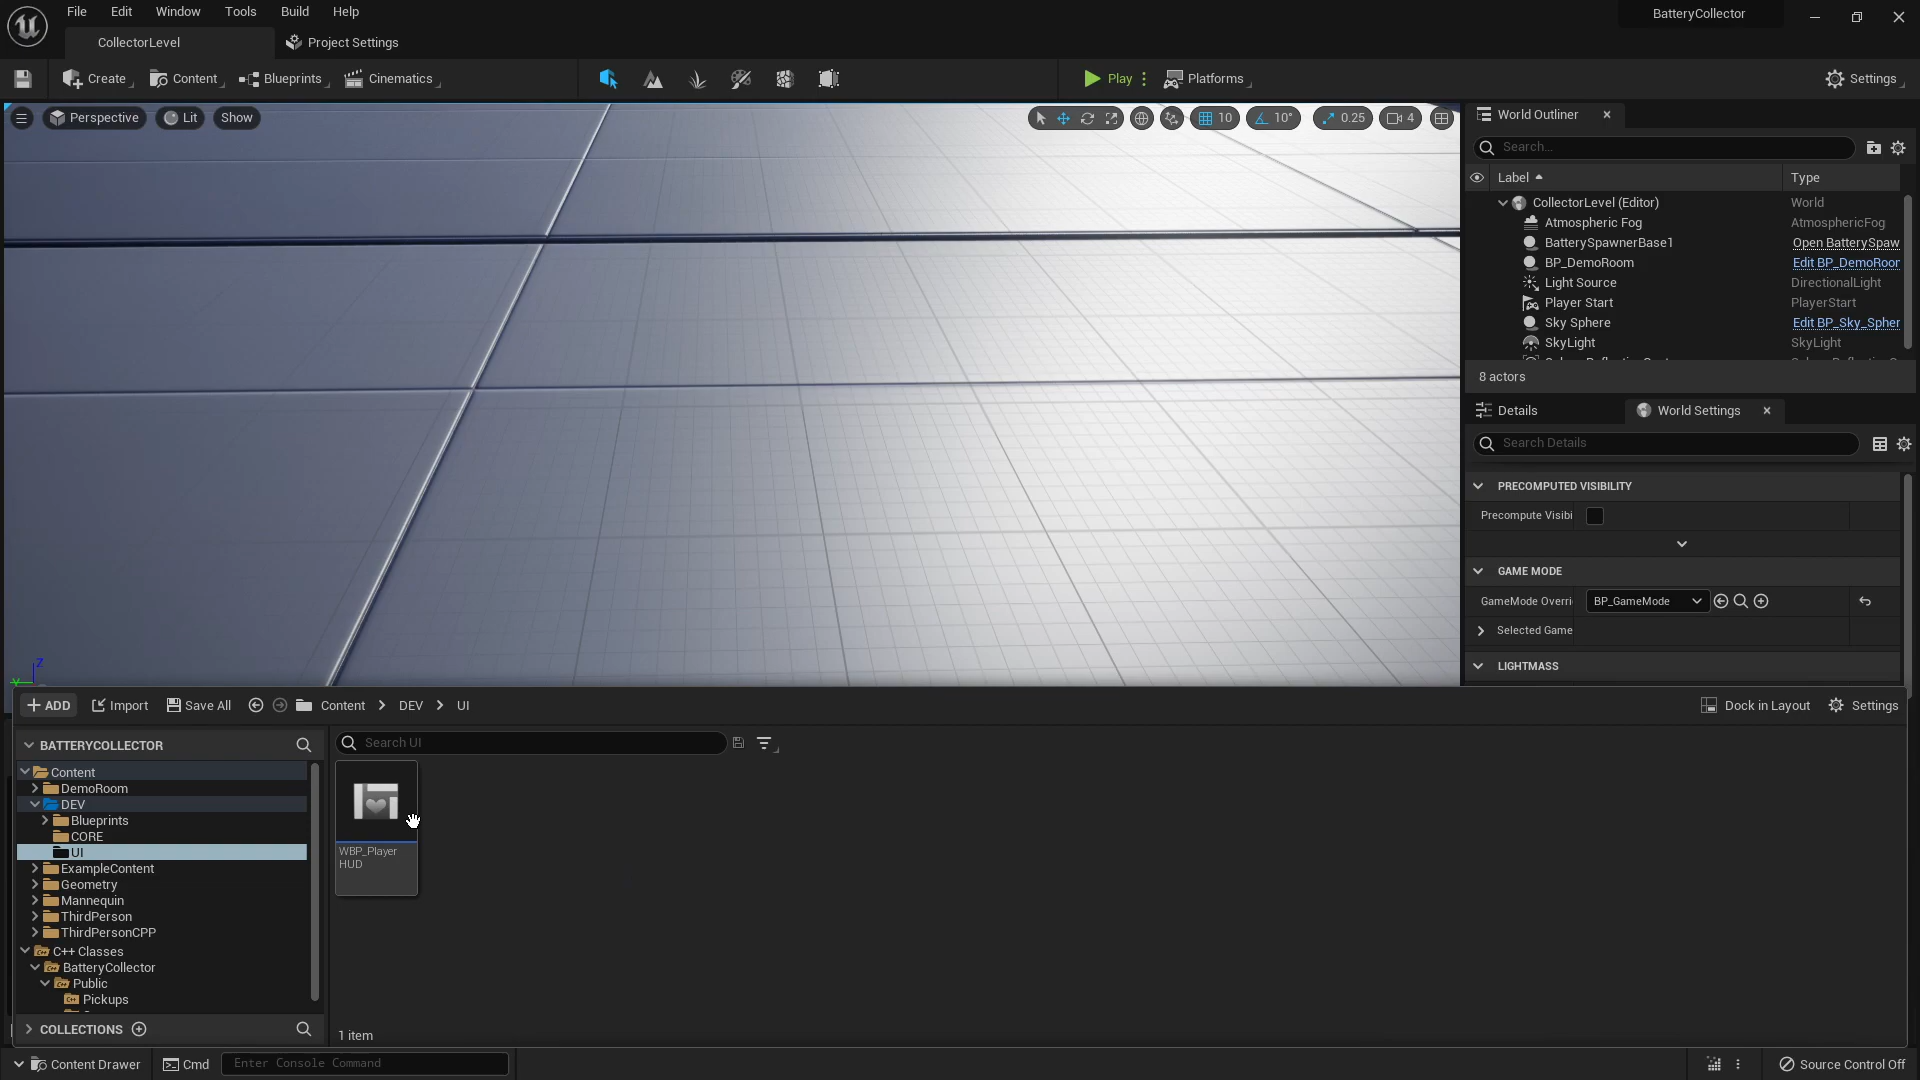 File Edit Window Tools Build Help
BatteryCollector
CollectorLevel
Project Settings
Create Content Blueprints Cinematics
Play Platforms
Settings
Perspective Lit Show
10 10° 0.25 4
World Outliner
Search...
Label Type
CollectorLevel (Editor) World
Atmospheric Fog AtmosphericFog
BatterySpawnerBase1 Open BatterySpaw
BP_DemoRoom Edit BP_DemoRoor
Light Source DirectionalLight
Player Start PlayerStart
Sky Sphere Edit BP_Sky_Spher
SkyLight SkyLight
8 actors
Details World Settings
Search Details
PRECOMPUTED VISIBILITY
Precompute Visibi
GAME MODE
GameMode Overri BP_GameMode
Selected Game
LIGHTMASS
Z
Y
ADD Import Save All Content DEV UI
Dock in Layout Settings
BATTERYCOLLECTOR
Search UI
Content
DemoRoom
DEV
Blueprints
CORE
UI
ExampleContent
Geometry
Mannequin
ThirdPerson
ThirdPersonCPP
C++ Classes
BatteryCollector
Public
Pickups
COLLECTIONS
WBP_Player
HUD
1 item
Content Drawer Cmd Enter Console Command
Source Control Off